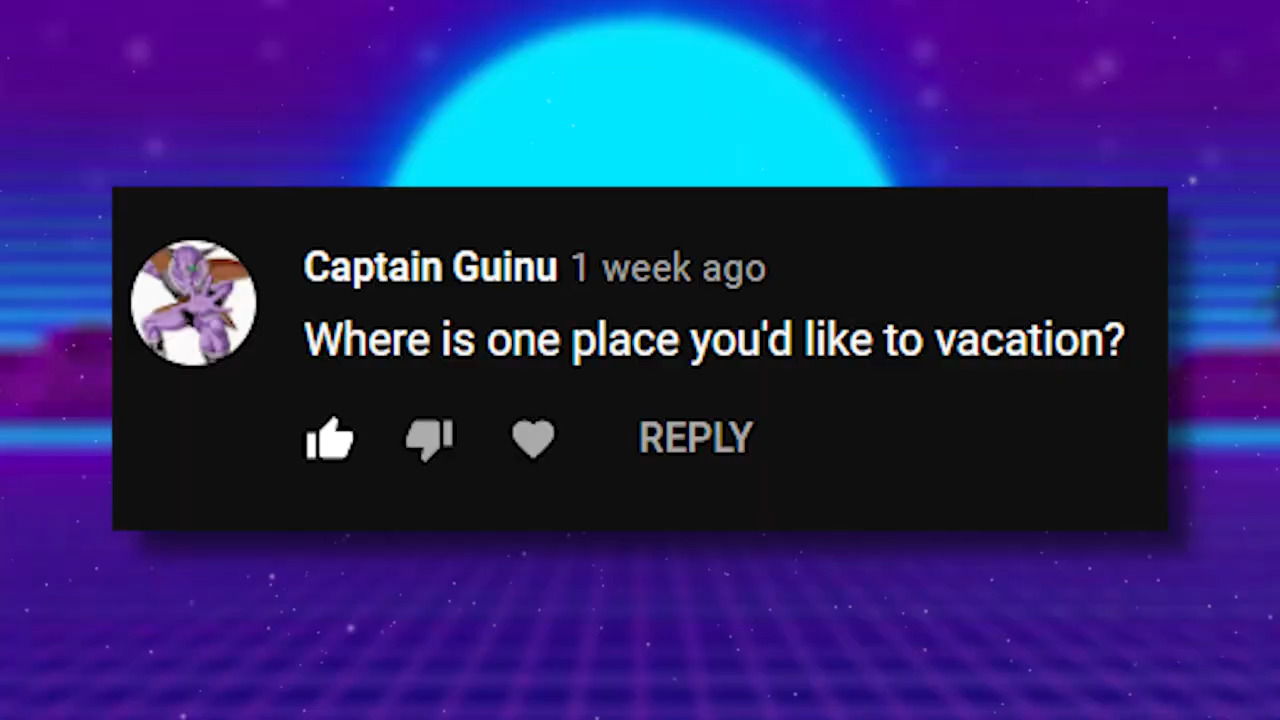 Captain Guinu 1 week ago
Where is one place you'd like to vacation?
REPLY